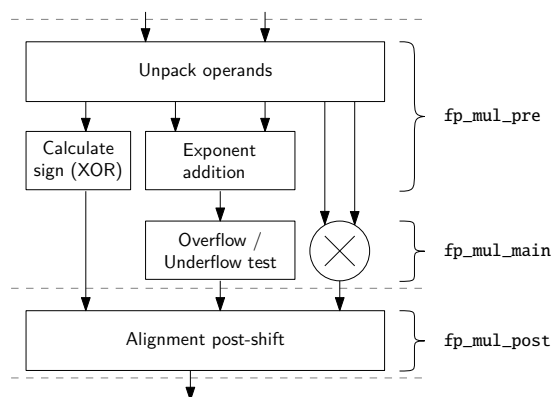 Unpack operands
fp_mul_pre
Calculate
sign (XOR)
Exponent
addition
Overflow /
Underflow test
fp_mul_main
Alignment post-shift
fp_mul_post